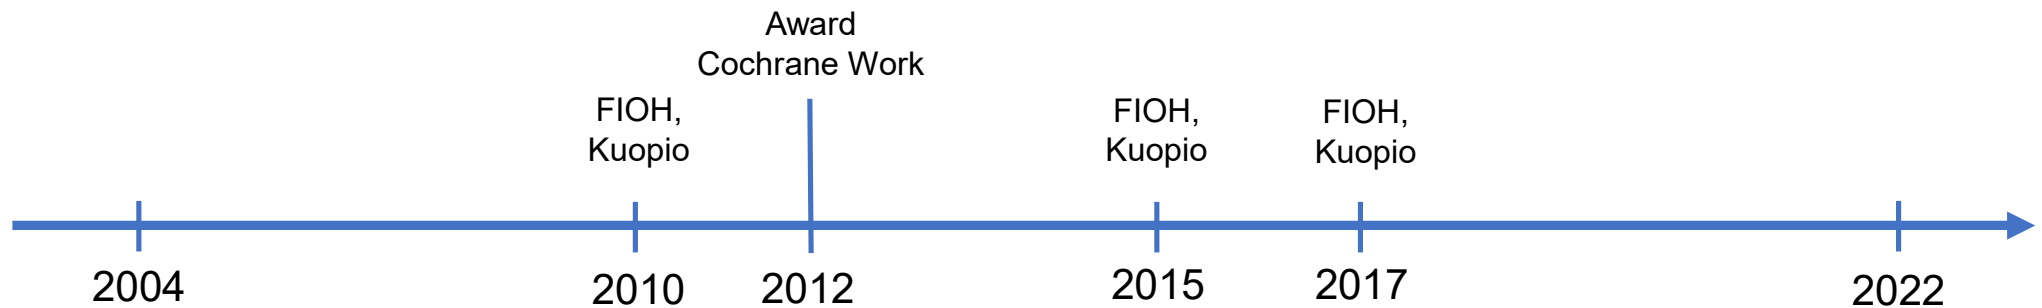 Award
Cochrane Work
FIOH,
Kuopio
FIOH,
Kuopio
FIOH,
Kuopio
2004
2010
2012
2015
2017
2022